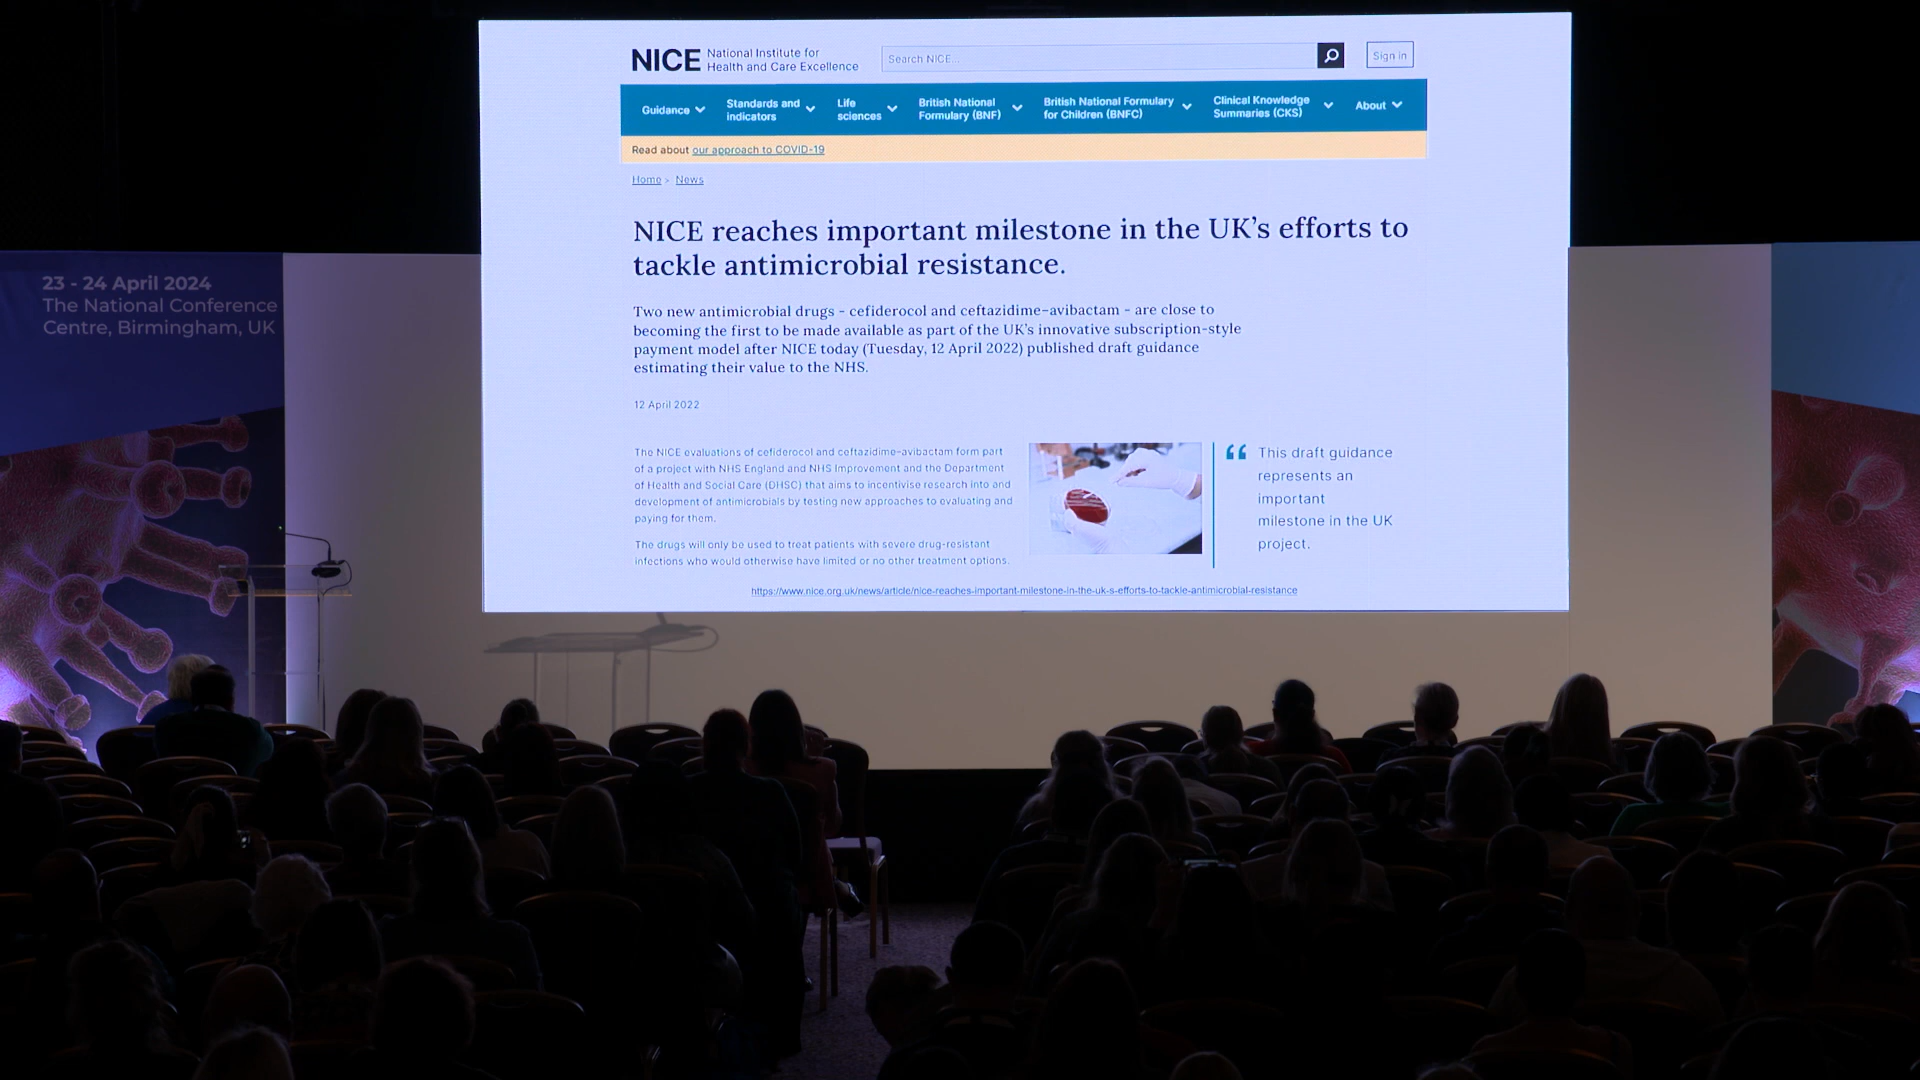 NICE National Institute for
Health and Care Excellence
Search NICE...
Sign in
Guidance
Standards and
indicators
Life
sciences
British National
Formulary (BNF)
British National Formulary
for Children (BNFC)
Clinical Knowledge
Summaries (CKS)
About
Read about our approach to COVID-19
Home > News
NICE reaches important milestone in the UK's efforts to
tackle antimicrobial resistance.
Two new antimicrobial drugs - cefiderocol and ceftazidime–avibactam - are close to
becoming the first to be made available as part of the UK's innovative subscription-style
payment model after NICE today (Tuesday, 12 April 2022) published draft guidance
estimating their value to the NHS.
12 April 2022
The NICE evaluations of cefiderocol and ceftazidime–avibactam form part
of a project with NHS England and NHS Improvement and the Department
of Health and Social Care (DHSC) that aims to incentivise research into and
development of antimicrobials by testing new approaches to evaluating and
paying for them.
The drugs will only be used to treat patients with severe drug-resistant
infections who would otherwise have limited or no other treatment options.
“ This draft guidance
represents an
important
milestone in the UK
project.
https://www.nice.org.uk/news/article/nice-reaches-important-milestone-in-the-uk-s-efforts-to-tackle-antimicrobial-resistance
23 - 24 April 2024
The National Conference
Centre, Birmingham, UK